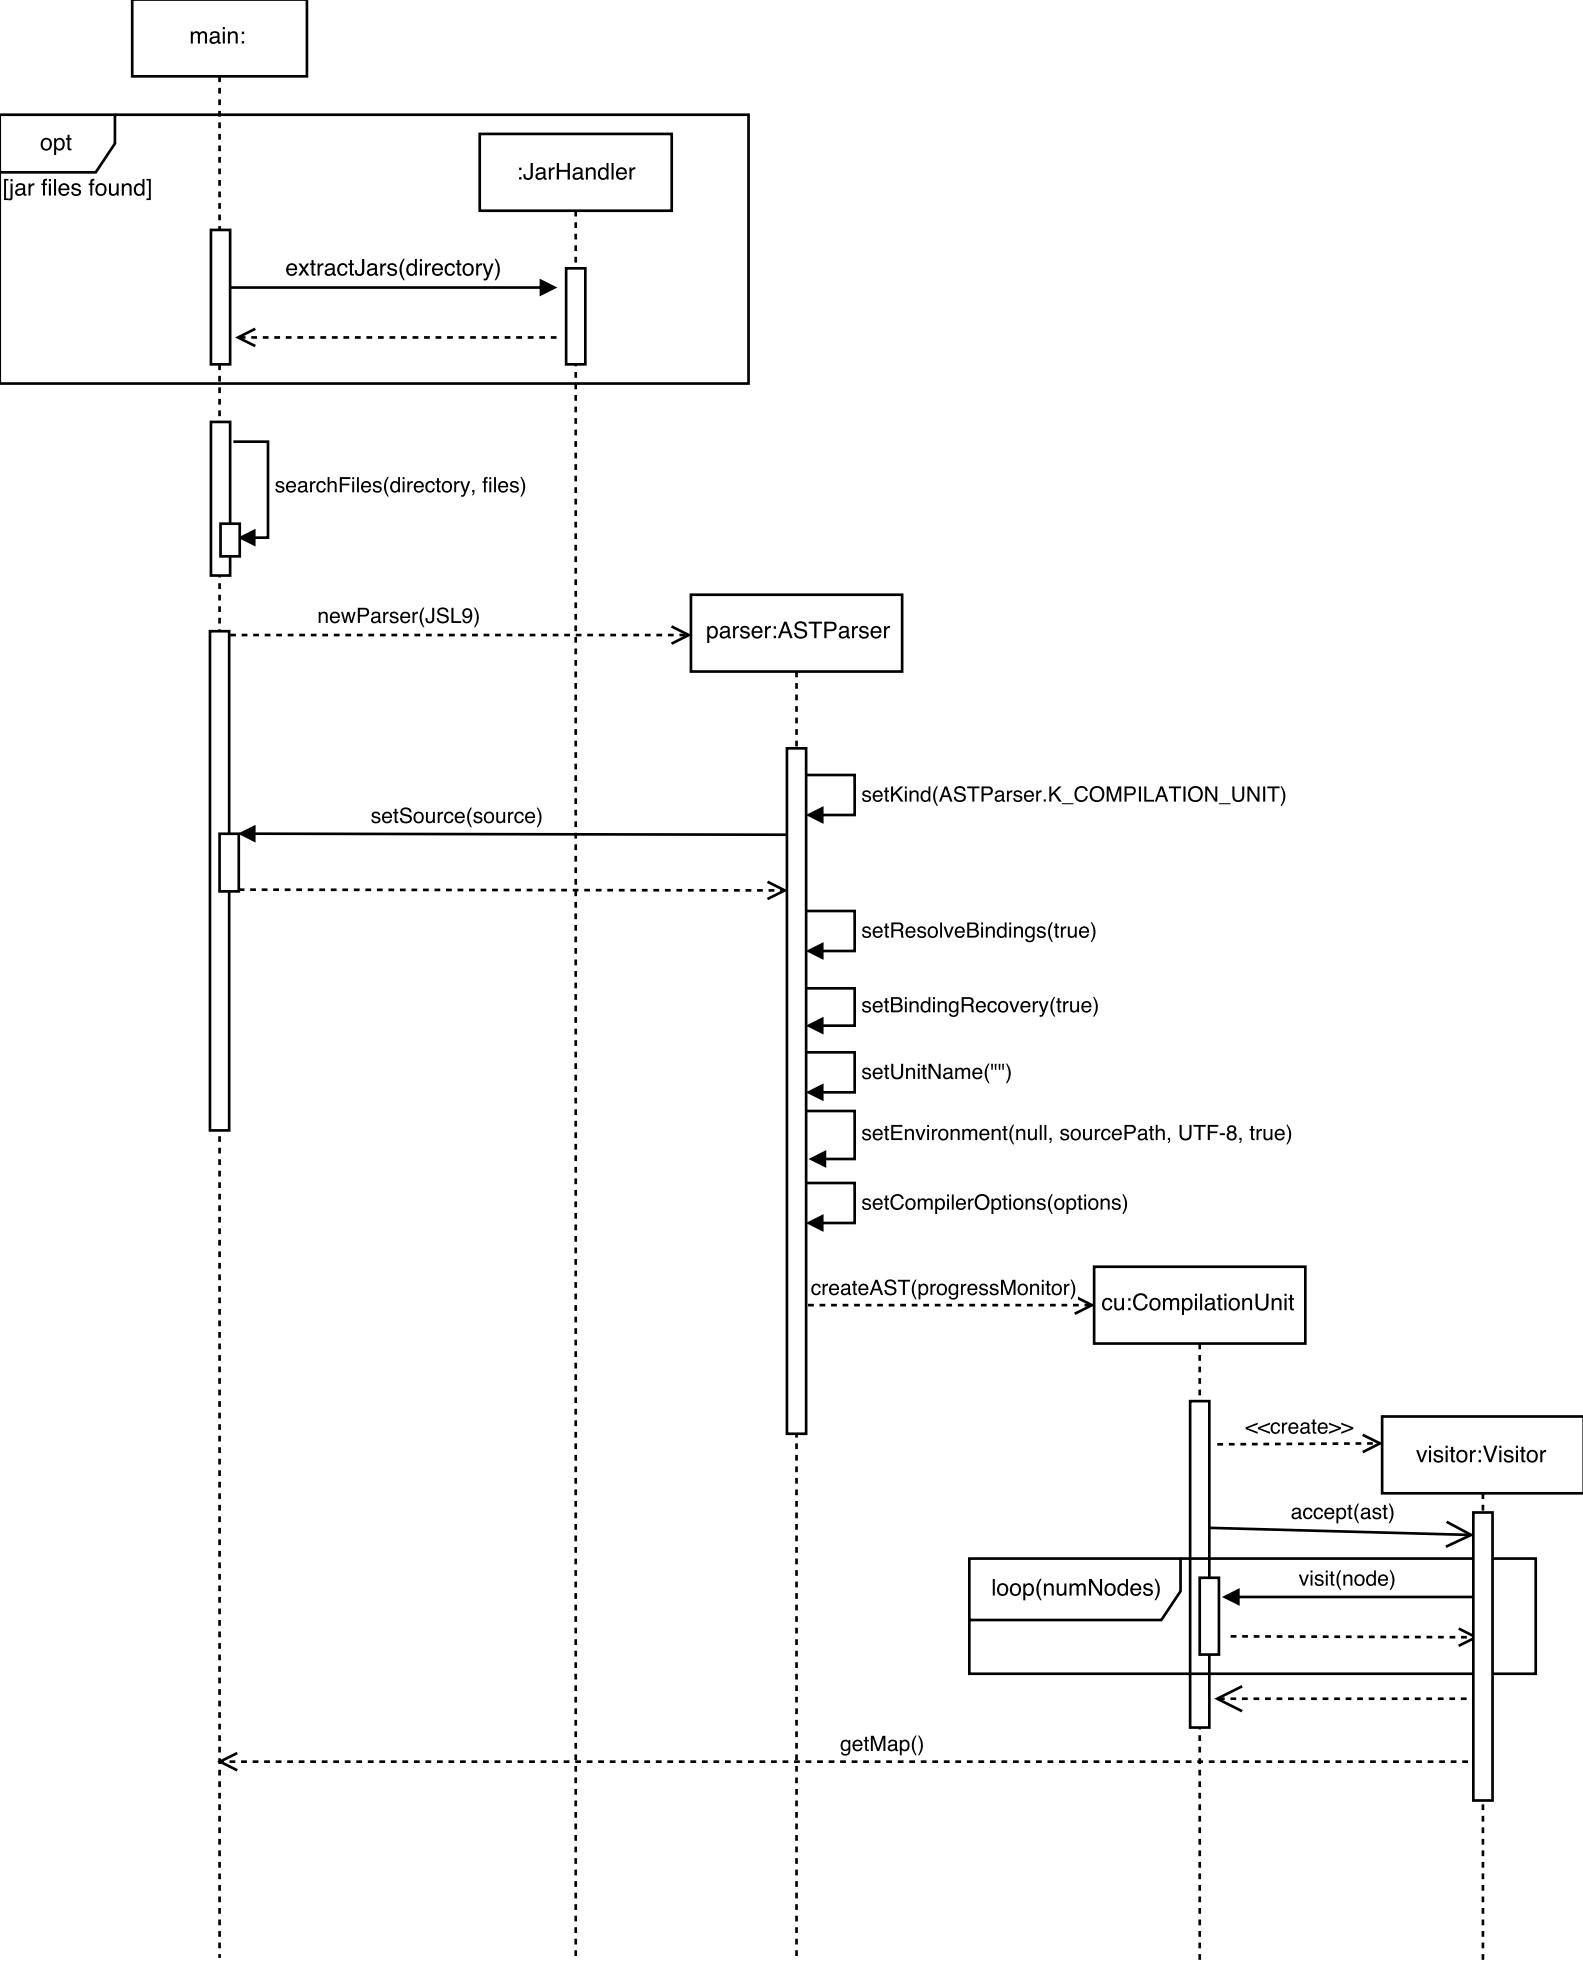 main:
opt
:JarHandler
[jar files found]
extractJars(directory)
searchFiles(directory, files)
newParser(JSL9)
parser:ASTParser
setKind(ASTParser.K_COMPILATION_UNIT)
setSource(source)
setResolveBindings(true)
setBindingRecovery(true)
setUnitName("")
setEnvironment(null, sourcePath, UTF-8, true)
setCompilerOptions(options)
createAST(progressMonitor)
cu:CompilationUnit
<<create>>
visitor:Visitor
accept(ast)
loop(numNodes)
visit(node)
getMap()